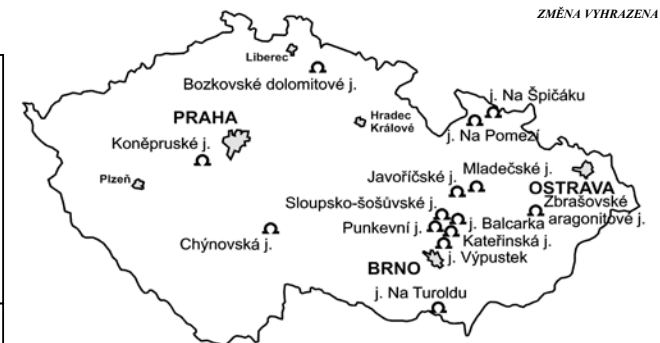 ZMĚNA VYHRAZENA
Liberec
Bozkovské dolomitové j.
j. Na Špičáku
PRAHA
Hradec
Králové
j. Na Pomezí
Koněpruské j.
Mladečské j.
Javoříčské j.
Plzeň
OSTRAVA
Sloupsko-šošůvské j.
Zbrašovské
aragonitové j.
j. Balcarka
Punkevní j.
Chýnovská j.
Kateřinská j.
j. Výpustek
BRNO
j. Na Turoldu